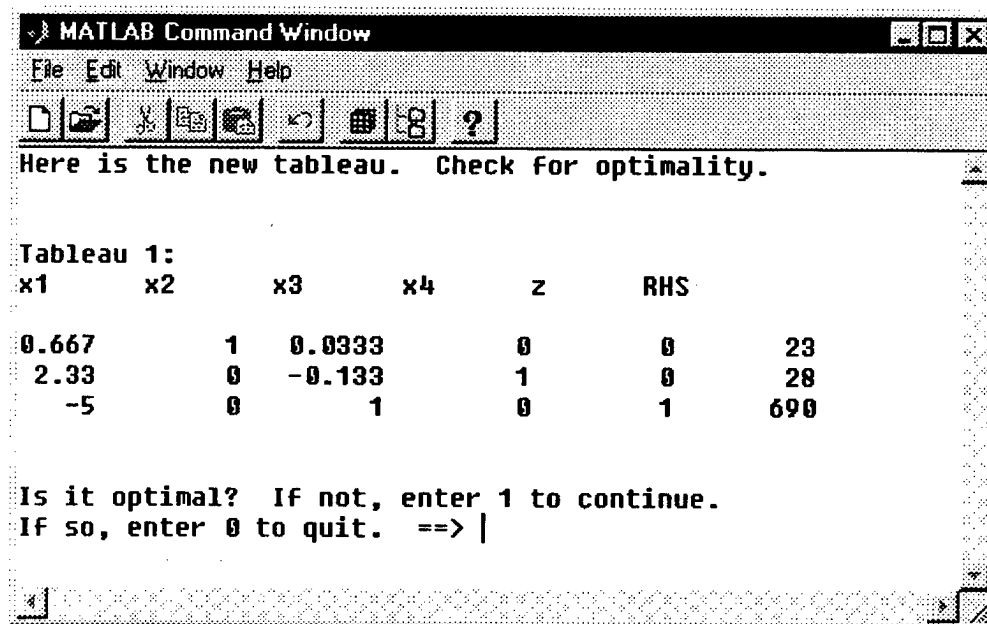 MATLAB Command Window
File Edit Window Help
?
Here is the new tableau. Check for optimality.
Tableau 1:
x1 x2 x3 x4 z RHS
0.667 1 0.0333 0 0 23
2.33 0 -0.133 1 0 28
-5 0 1 0 1 690
Is it optimal? If not, enter 1 to continue.
If so, enter 0 to quit. ==> |